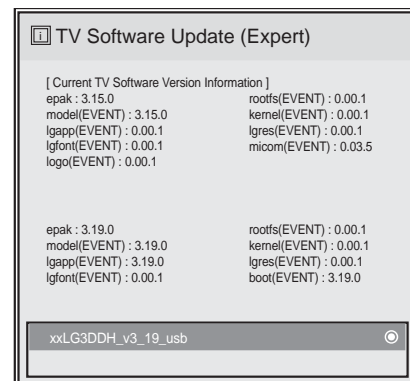 i TV Software Update (Expert)
[ Current TV Software Version Information ]
epak : 3.15.0 rootfs(EVENT) : 0.00.1
model(EVENT) : 3.15.0 kernel(EVENT) : 0.00.1
lgapp(EVENT) : 0.00.1 lgres(EVENT) : 0.00.1
lgfont(EVENT) : 0.00.1 micom(EVENT) : 0.03.5
logo(EVENT) : 0.00.1
epak : 3.19.0 rootfs(EVENT) : 0.00.1
model(EVENT) : 3.19.0 kernel(EVENT) : 0.00.1
lgapp(EVENT) : 3.19.0 lgres(EVENT) : 0.00.1
lgfont(EVENT) : 0.00.1 boot(EVENT) : 3.19.0
xxLG3DDH_v3_19_usb